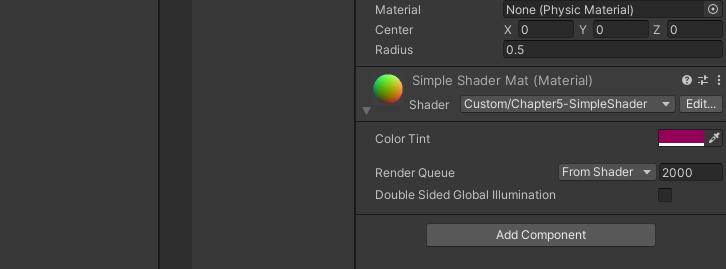 Material None (Physic Material)
Center X 0 Y 0 Z 0
Radius 0.5
Simple Shader Mat (Material)
Shader Custom/Chapter5-SimpleShader Edit...
Color Tint
Render Queue From Shader 2000
Double Sided Global Illumination
Add Component